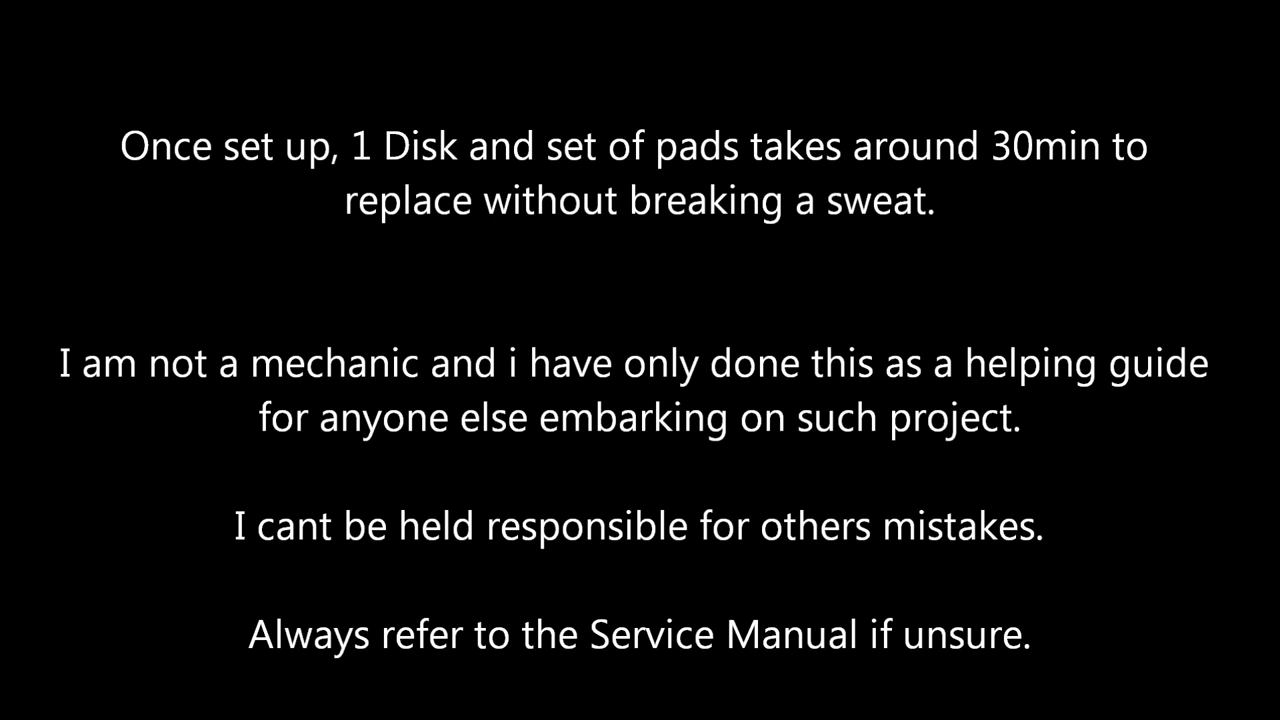 Once set up, 1 Disk and set of pads takes around 30min to
replace without breaking a sweat.
I am not a mechanic and i have only done this as a helping guide
for anyone else embarking on such project.
I cant be held responsible for others mistakes.
Always refer to the Service Manual if unsure.